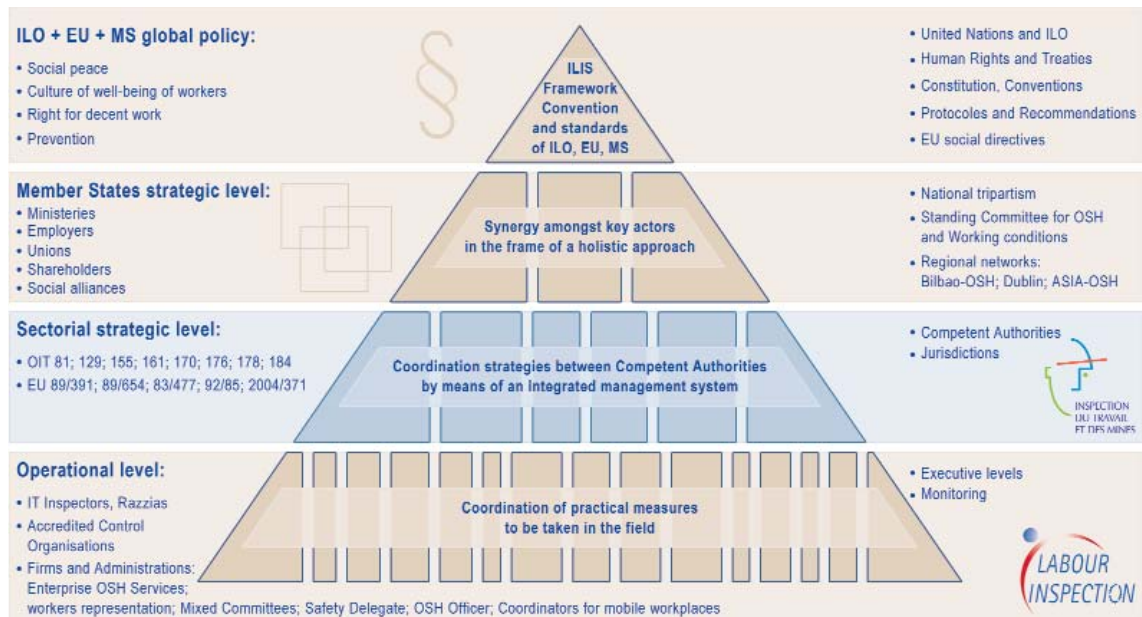 ILO + EU + MS global policy:
• Social peace
• Culture of well-being of workers
• Right for decent work
• Prevention
§
ILIS
Framework
Convention
and standards
of ILO, EU, MS
• United Nations and ILO
• Human Rights and Treaties
• Constitution, Conventions
• Protocoles and Recommendations
• EU social directives
Member States strategic level:
• Ministeries
• Employers
• Unions
• Shareholders
• Social alliances
Synergy amongst key actors
in the frame of a holistic approach
• National tripartism
• Standing Committee for OSH
and Working conditions
• Regional networks:
Bilbao-OSH; Dublin; ASIA-OSH
Sectorial strategic level:
• OIT 81; 129; 155; 161; 170; 176; 178; 184
• EU 89/391; 89/654; 83/477; 92/85; 2004/371
Coordination strategies between Competent Authorities
by means of an Integrated management system
• Competent Authorities
• Jurisdictions
INSPECTION
DU TRAVAIL
ET DES MINES
Operational level:
• IT Inspectors, Razzias
• Accredited Control
Organisations
• Firms and Administrations:
Enterprise OSH Services;
workers representation; Mixed Committees; Safety Delegate; OSH Officer; Coordinators for mobile workplaces
Coordination of practical measures
to be taken in the field
• Executive levels
• Monitoring
LABOUR
INSPECTION